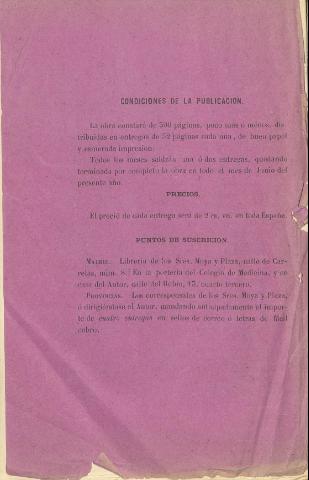 CONDICIONES DE LA PUBLICACION.
La obra constará de 500 páginas, poco mas ó menos, dis-
tribuidas en entregas de 32 páginas cada una, de buen papel
y esmerada impresion.
Todos los meses saldrán una ó dos entregas, quedando
terminada por completo la obra en todo el mes de Junio del
presente año.
PRECIOS.
El precio de cada entrega será de 2 rs. vn. en toda España.
PUNTOS DE SUSCRICION.
MADRID. Librería de los Sres. Moya y Plaza, calle de Car-
retas, núm. 8. En la portería del Colegio de Medicina, y en
casa del Autor, calle del 15, cuarto tercero.
PROVINCIAS. Los corresponsales de los Sres. Moya y Plaza,
ó dirigiéndose al Autor, mandando anticipadamente el impor-
te de cuatro entregas en sellos de correo ó letras de fácil
cobro.